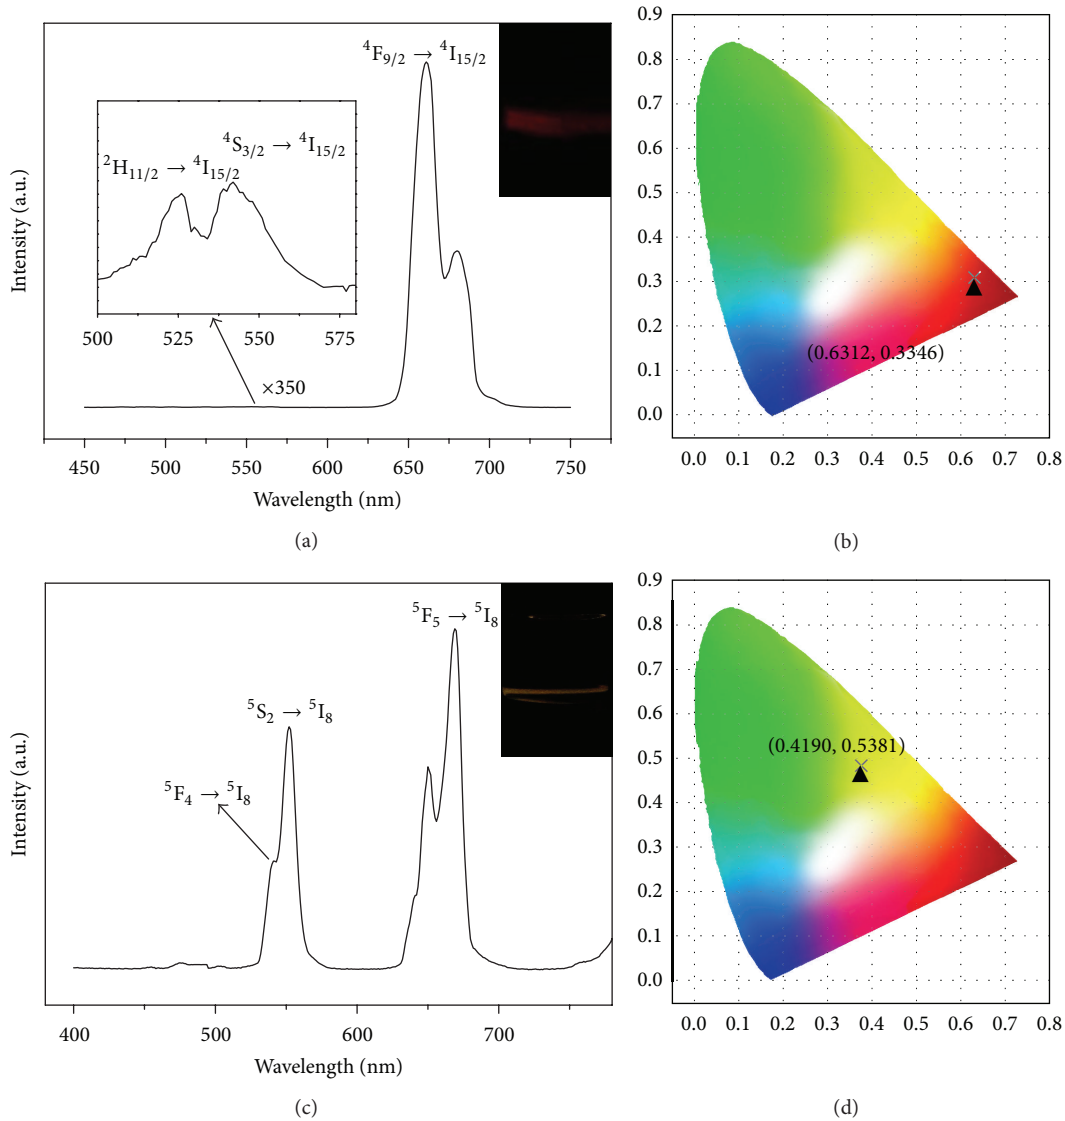 ⁴F₉/₂ → ⁴I₁₅/₂
⁴S₃/₂ → ⁴I₁₅/₂
²H₁₁/₂ → ⁴I₁₅/₂
Intensity (a.u.)
500 525 550 580
×350
450 500 550 600 650 700 750
Wavelength (nm)
(a)
0.9
0.8
0.7
0.6
0.5
0.4
0.3
0.2
0.1
0.0
(0.6312, 0.3346)
0.0 0.1 0.2 0.3 0.4 0.5 0.6 0.7 0.8
(b)
⁵F₅ → ⁵I₈
⁵S₂ → ⁵I₈
⁵F₄ → ⁵I₈
Intensity (a.u.)
400 500 600 700
Wavelength (nm)
(c)
0.9
0.8
0.7
0.6
0.5
0.4
0.3
0.2
0.1
0.0
(0.4190, 0.5381)
0.0 0.1 0.2 0.3 0.4 0.5 0.6 0.7 0.8
(d)